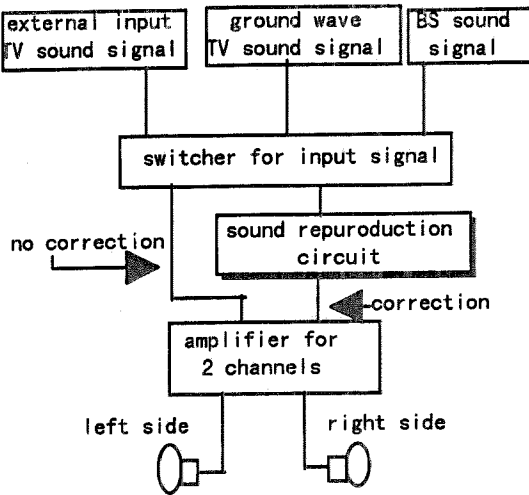 external input
TV sound signal
ground wave
TV sound signal
BS sound
signal
switcher for input signal
no correction
sound repuroduction
circuit
correction
amplifier for
2 channels
left side
right side